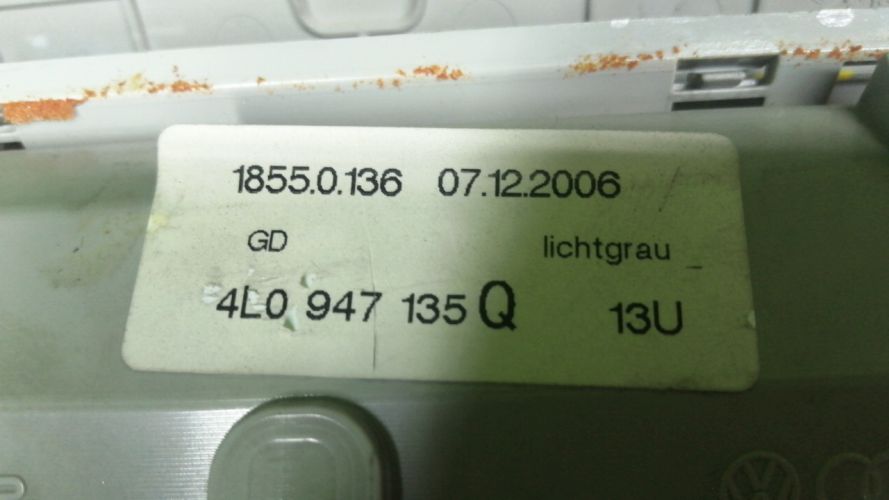 1855.0.136 07.12.2006
GD lichtgrau
4L0 947 135 Q 13U